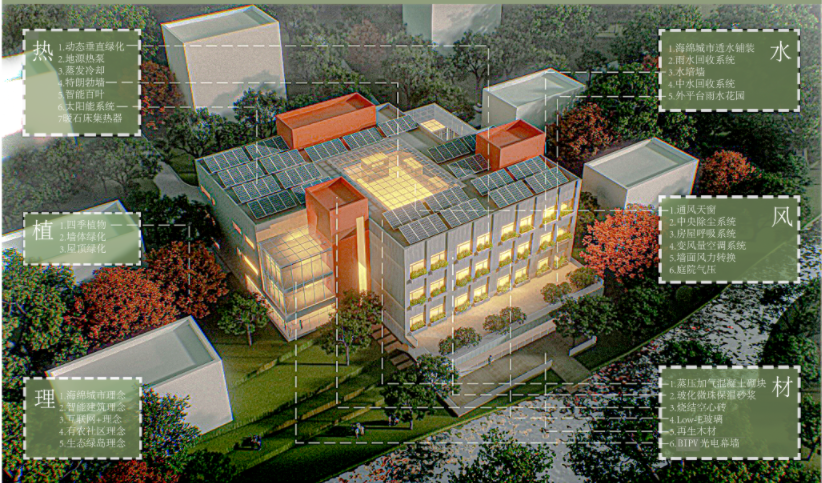 热
1.动态垂直绿化
2.地源热泵
3.蒸发冷却
4.特朗勃墙
5.智能百叶
6.太阳能系统
7.暖石床集热器
植
1.四季植物
2.墙体绿化
3.屋顶绿化
理
1.海绵城市理念
2.智能建筑理念
3.互联网+理念
4.有农社区理念
5.生态绿岛理念
水
1.海绵城市透水铺装
2.雨水回收系统
3.水培墙
4.中水回收系统
5.外平台雨水花园
风
1.通风天窗
2.中央除尘系统
3.房屋呼吸系统
4.变风量空调系统
5.墙面风力转换
6.庭院气压
材
1.蒸压加气混凝土砌块
2.玻化微珠保温砂浆
3.烧结空心砖
4.Low-e玻璃
5.再生木材
6.BIPV光电幕墙